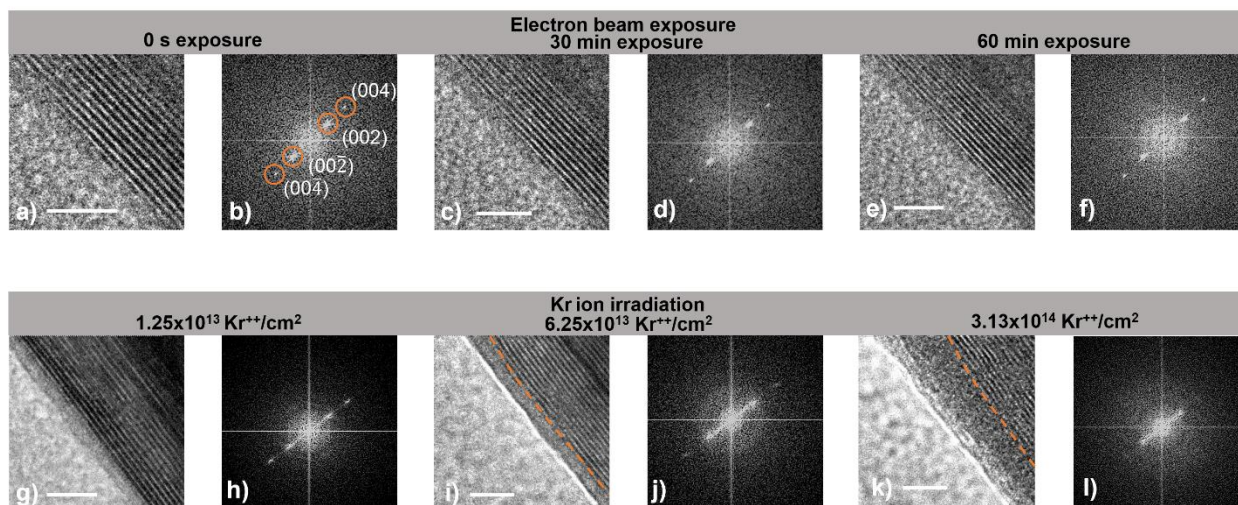 Electron beam exposure
0 s exposure
30 min exposure
60 min exposure
(004)
(002)
(002̅)
(004̅)
a)
b)
c)
d)
e)
f)
Kr ion irradiation
1.25x10¹³ Kr⁺⁺/cm²
6.25x10¹³ Kr⁺⁺/cm²
3.13x10¹⁴ Kr⁺⁺/cm²
g)
h)
i)
j)
k)
l)